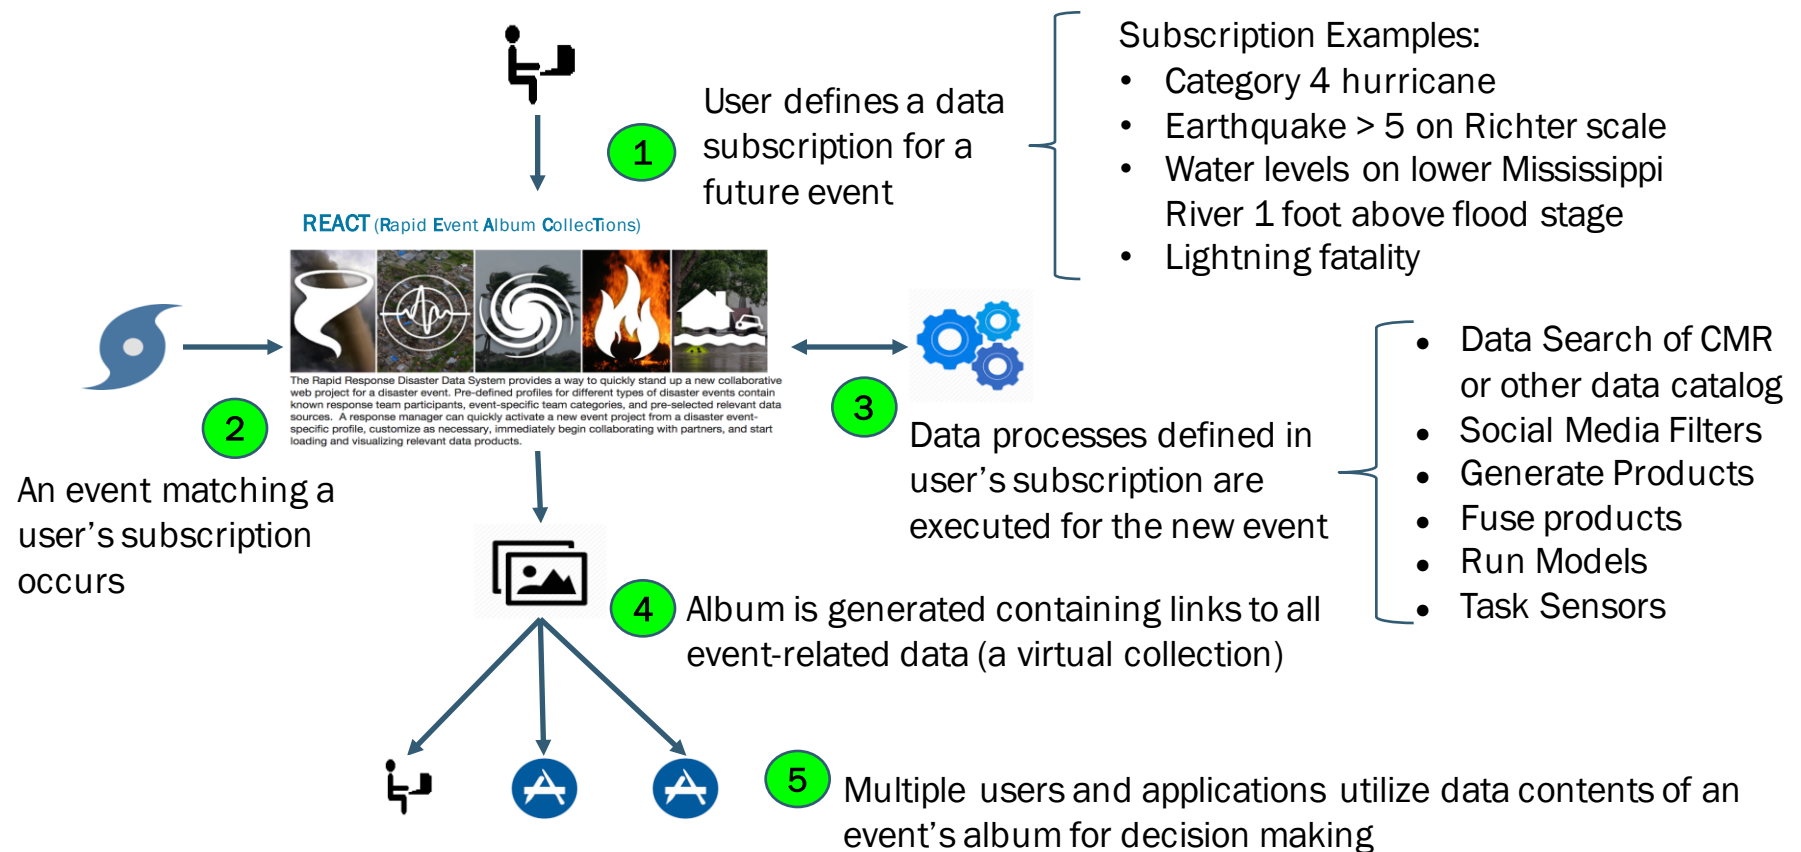 Subscription Examples:
• Category 4 hurricane
• Earthquake > 5 on Richter scale
• Water levels on lower Mississippi
River 1 foot above flood stage
• Lightning fatality
1
User defines a data
subscription for a
future event
REACT (Rapid Event Album CollecTions)
The Rapid Response Disaster Data System provides a way to quickly stand up a new collaborative
web project for a disaster event. Pre-defined profiles for different types of disaster events contain
known response team participants, event-specific team categories, and pre-selected relevant data
sources. A response manager can quickly activate a new event project from a disaster event-
specific profile, customize as necessary, immediately begin collaborating with partners, and start
loading and visualizing relevant data products.
2
An event matching a
user's subscription
occurs
3
Data processes defined in
user's subscription are
executed for the new event
• Data Search of CMR
or other data catalog
• Social Media Filters
• Generate Products
• Fuse products
• Run Models
• Task Sensors
4
Album is generated containing links to all
event-related data (a virtual collection)
5
Multiple users and applications utilize data contents of an
event's album for decision making